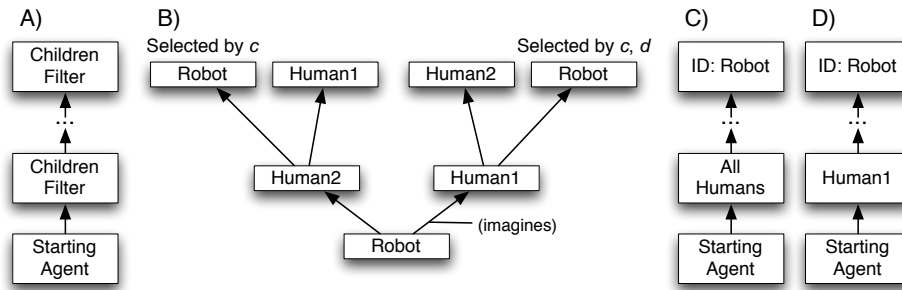 A)
Children
Filter
...
Children
Filter
Starting
Agent
B)
Selected by c
Selected by c, d
Robot
Human1
Human2
Robot
Human2
Human1
(imagines)
Robot
C)
ID: Robot
...
All
Humans
Starting
Agent
D)
ID: Robot
...
Human1
Starting
Agent